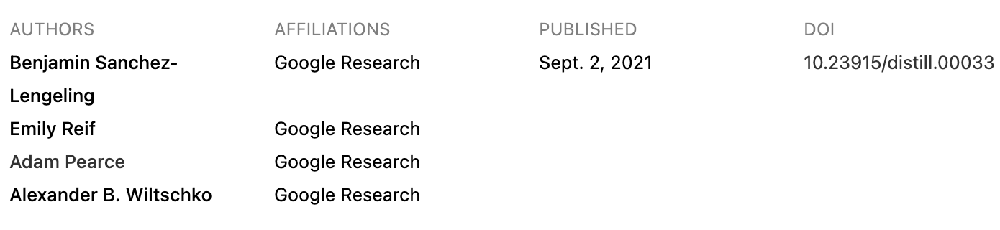 AUTHORS AFFILIATIONS PUBLISHED DOI
Benjamin Sanchez- Google Research Sept. 2, 2021 10.23915/distill.00033
Lengeling
Emily Reif Google Research
Adam Pearce Google Research
Alexander B. Wiltschko Google Research